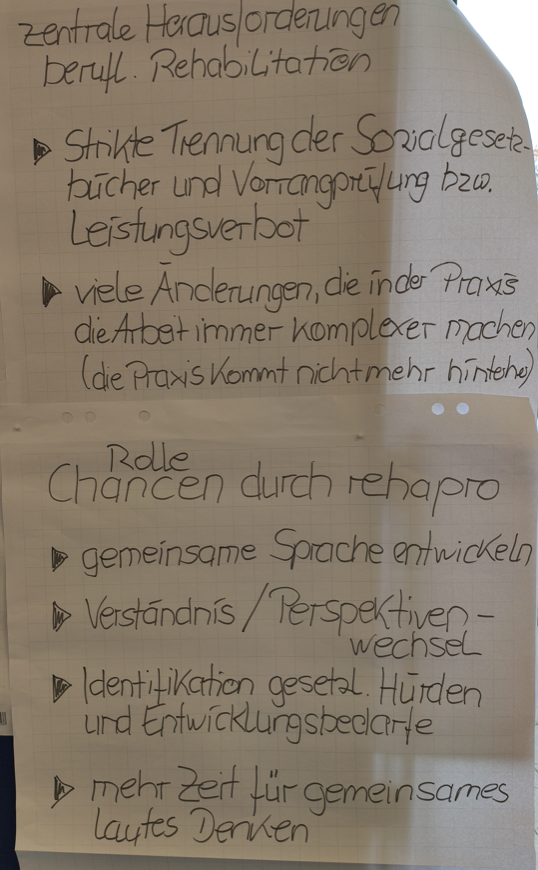 zentrale Herausforderungen
berufl. Rehabilitation
Strikte Trennung der Sozialgesetz-
bücher und Vorrangprüfung bzw.
Leistungsverbot
viele Änderungen, die in der Praxis
die Arbeit immer komplexer machen
(die Praxis kommt nicht mehr hinterher)
Rolle
Chancen durch rehapro
gemeinsame Sprache entwickeln
Verständnis / Perspektiven-
wechsel
Identifikation gesetzl. Hürden
und Entwicklungsbedarfe
mehr Zeit für gemeinsames
lautes Denken